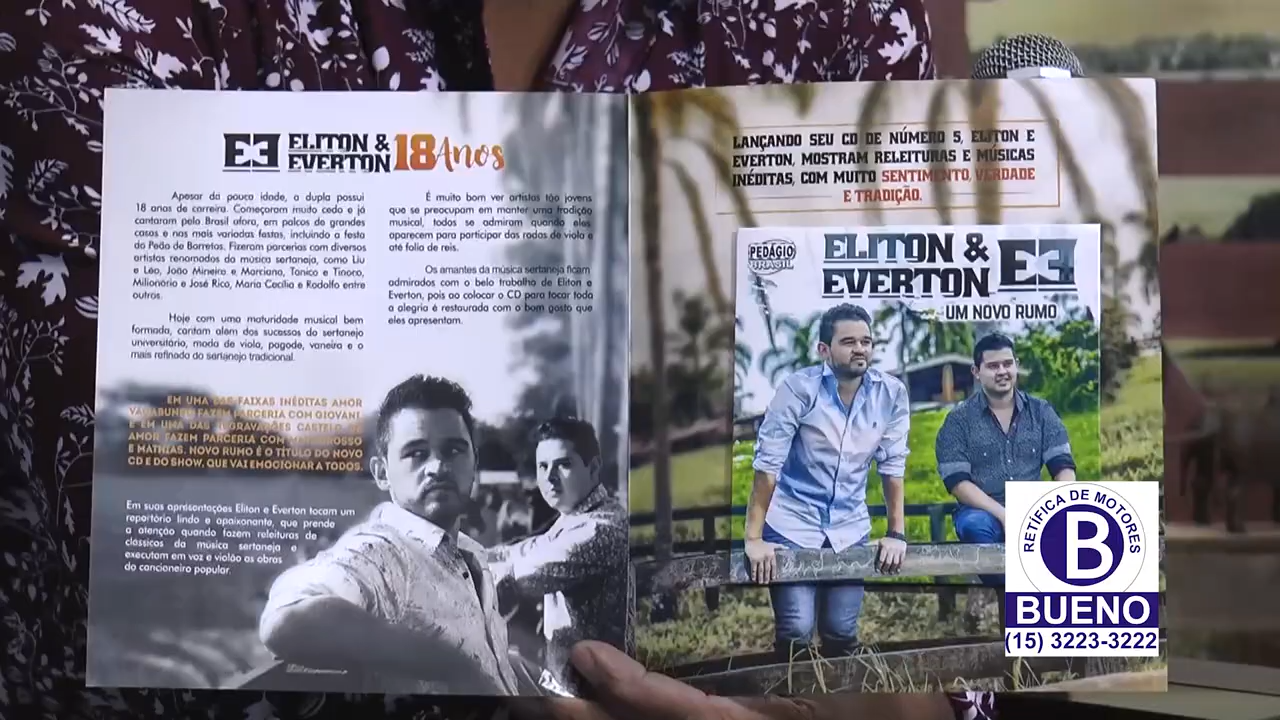 EE ELITON &
EVERTON 18 Anos
Apesar da pouca idade, a dupla possui
18 anos de carreira. Começaram muito cedo e já
cantaram pelo Brasil afora, em palcos de grandes
casas e nas mais variadas festas, incluindo a festa
do Peão de Barretos. Fizeram parcerias com diversos
artistas renomados da música sertaneja, como Liu
e Léo, João Mineiro e Marciano, Tonico e Tinoro,
Milionário e José Rico, Maria Cecília e Rodolfo entre
outros.
Hoje com uma maturidade musical bem
formada, cantam alem dos sucessos do sertanejo
universitário, moda de viola, pagode, vaneira e o
mais refinado do sertanejo tradicional.
EM UMA DAS FAIXAS INÉDITAS AMOR
VAGABUNDO FAZEM PARCERIA COM GIOVANI,
E EM UMA DAS REGRAVAÇÕES CASTELO DE
AMOR FAZEM PARCERIA COM MATOGROSSO
E MATHIAS. NOVO RUMO É O TÍTULO DO NOVO
CD E DO SHOW, QUE VAI EMOCIONAR A TODOS.
Em suas apresentações Eliton e Everton tocam um
repertório lindo e apaixonante, que prende
a atenção quando fazem releituras de
clássicos da música sertaneja e
executam em voz e violão as obras
do cancioneiro popular.
É muito bom ver artistas tão jovens
que se preocupam em manter uma tradição
musical, todos se admiram quando eles
aparecem para participar das rodas de viola e
até folia de reis.
Os amantes da música sertaneja ficam
admirados com o belo trabalho de Eliton e
Everton, pois ao colocar o CD para tocar toda
a alegria é restaurada com o bom gosto que
eles apresentam.
LANÇANDO SEU CD DE NÚMERO 5, ELITON E
EVERTON, MOSTRAM RELEITURAS E MÚSICAS
INÉDITAS, COM MUITO SENTIMENTO, VERDADE
E TRADIÇÃO.
PEDÁGIO
BRASIL
ELITON &
EVERTON EE
UM NOVO RUMO
RETIFICA DE MOTORES
B
BUENO
(15) 3223-3222